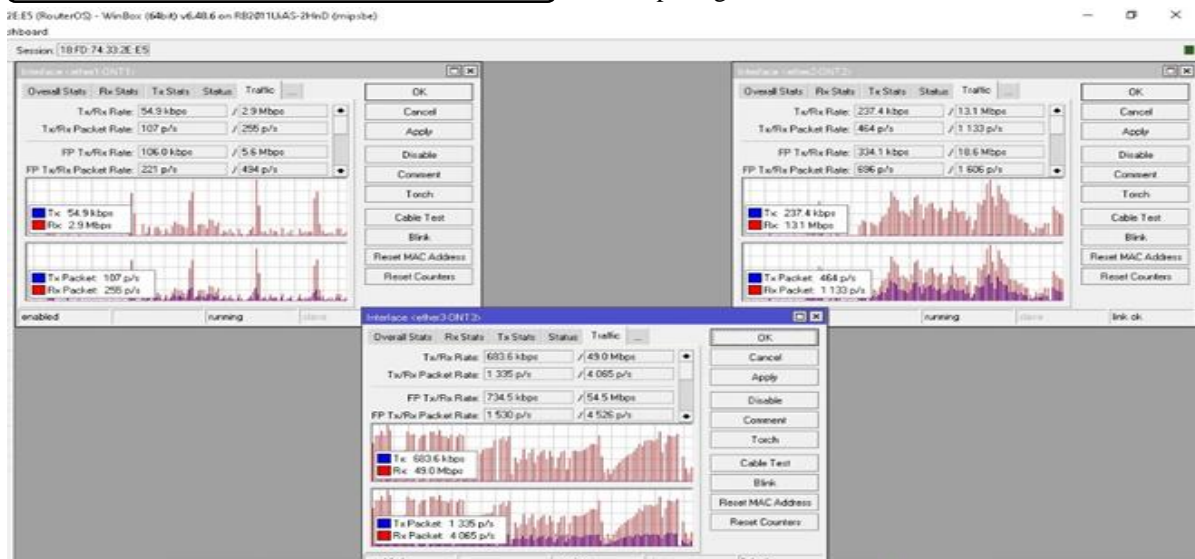 2E:E5 (RouterOS) - WinBox (64bit) v6.48.6 on RB2011UiAS-2HnD (mipsbe)
shboard
Session: 18:FD:74:33:2E:E5
Interface <ether1-ONT1>
Overall Stats Rx Stats Tx Stats Status Traffic ...
Tx/Rx Rate: 54.9 kbps / 2.9 Mbps
Tx/Rx Packet Rate: 107 p/s / 255 p/s
FP Tx/Rx Rate: 106.0 kbps / 5.6 Mbps
FP Tx/Rx Packet Rate: 221 p/s / 494 p/s
Tx: 54.9 kbps
Rx: 2.9 Mbps
Tx Packet: 107 p/s
Rx Packet: 255 p/s
enabled running slave
OK
Cancel
Apply
Disable
Comment
Torch
Cable Test
Blink
Reset MAC Address
Reset Counters
Interface <ether2-ONT2>
Overall Stats Rx Stats Tx Stats Status Traffic ...
Tx/Rx Rate: 237.4 kbps / 13.1 Mbps
Tx/Rx Packet Rate: 464 p/s / 1 133 p/s
FP Tx/Rx Rate: 334.1 kbps / 18.6 Mbps
FP Tx/Rx Packet Rate: 696 p/s / 1 606 p/s
Tx: 237.4 kbps
Rx: 13.1 Mbps
Tx Packet: 464 p/s
Rx Packet: 1 133 p/s
running slave link ok
OK
Cancel
Apply
Disable
Comment
Torch
Cable Test
Blink
Reset MAC Address
Reset Counters
Interface <ether3-ONT3>
Overall Stats Rx Stats Tx Stats Status Traffic ...
Tx/Rx Rate: 683.6 kbps / 49.0 Mbps
Tx/Rx Packet Rate: 1 335 p/s / 4 065 p/s
FP Tx/Rx Rate: 734.5 kbps / 54.5 Mbps
FP Tx/Rx Packet Rate: 1 530 p/s / 4 526 p/s
Tx: 683.6 kbps
Rx: 49.0 Mbps
Tx Packet: 1 335 p/s
Rx Packet: 4 065 p/s
OK
Cancel
Apply
Disable
Comment
Torch
Cable Test
Blink
Reset MAC Address
Reset Counters